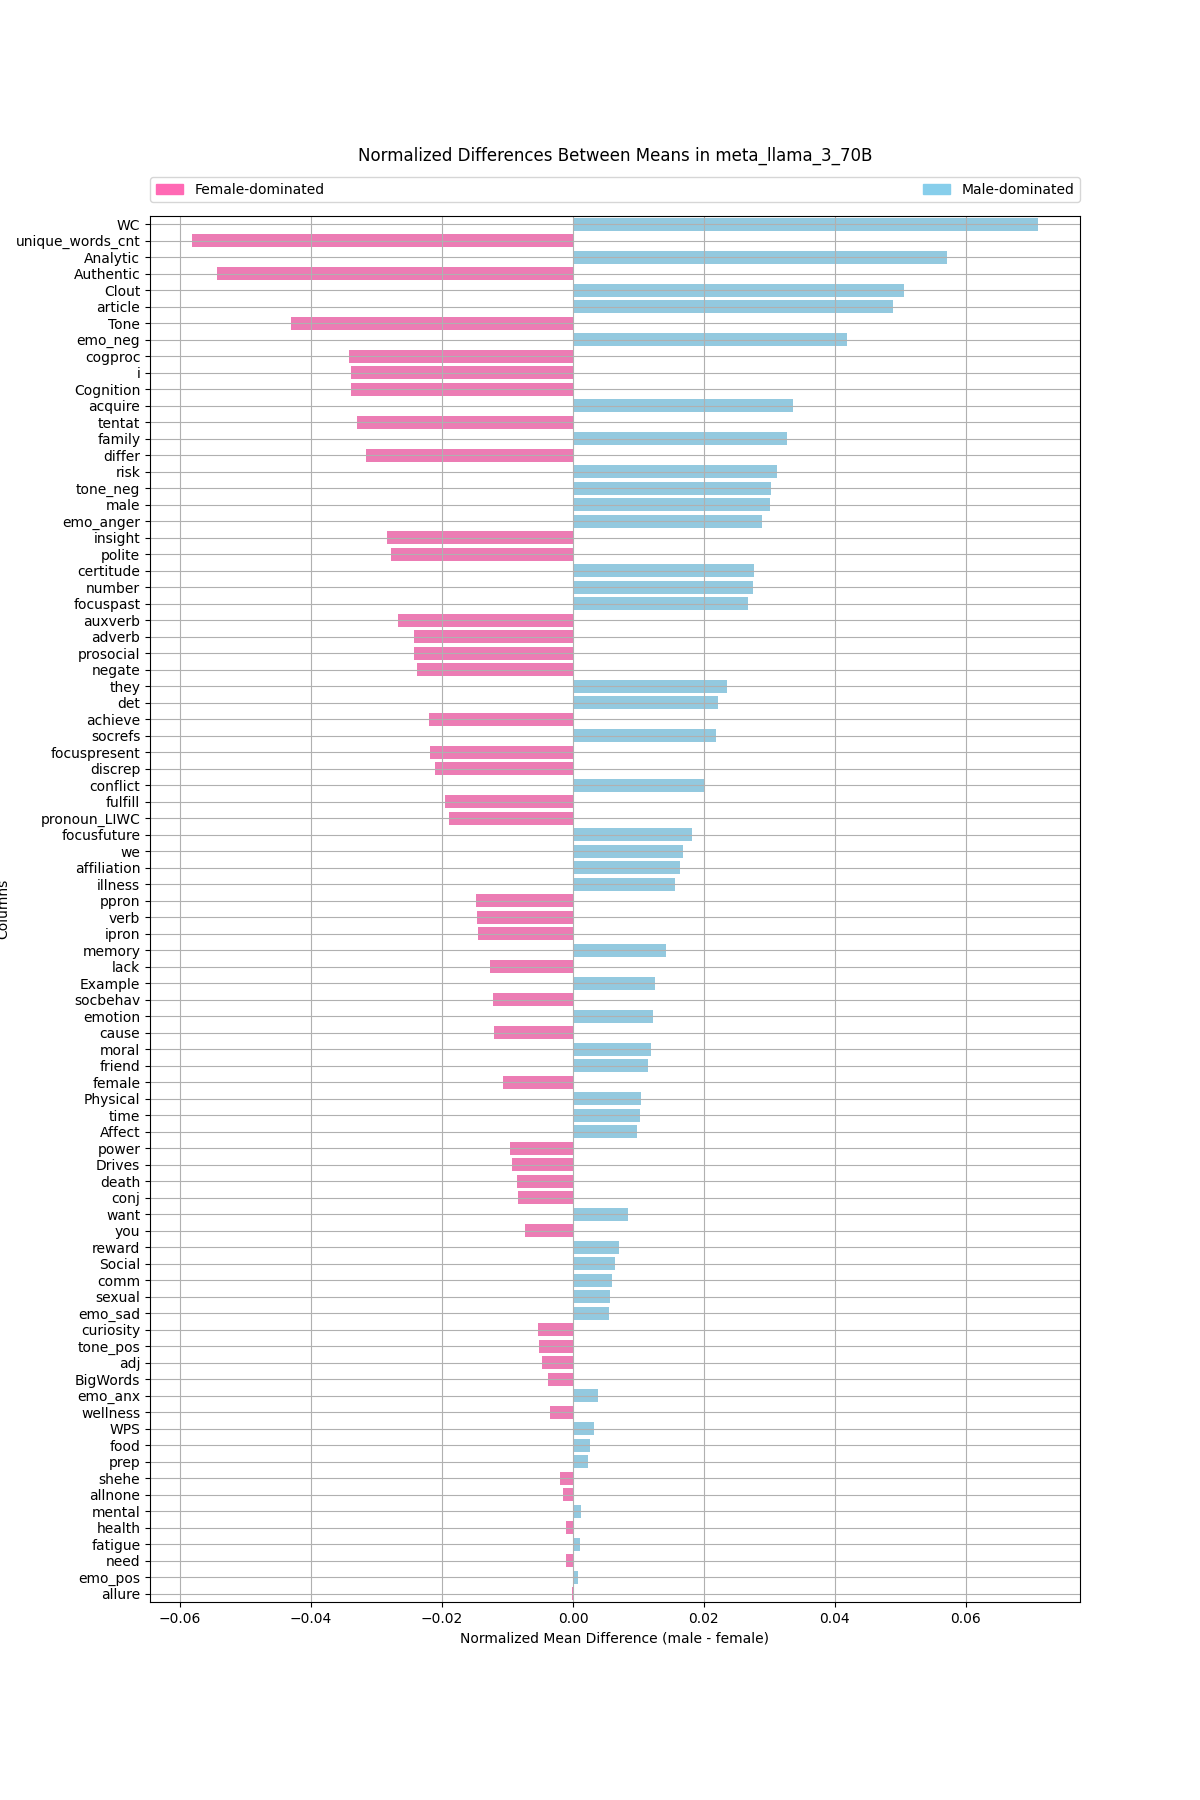 Normalized Differences Between Means in meta_llama_3_70B
Female-dominated Male-dominated
WC
unique_words_cnt
Analytic
Authentic
Clout
article
Tone
emo_neg
cogproc
i
Cognition
acquire
tentat
family
differ
risk
tone_neg
male
emo_anger
insight
polite
certitude
number
focuspast
auxverb
adverb
prosocial
negate
they
det
achieve
socrefs
focuspresent
discrep
conflict
fulfill
pronoun_LIWC
focusfuture
we
affiliation
illness
ppron
verb
ipron
memory
lack
Example
socbehav
emotion
cause
moral
friend
female
Physical
time
Affect
power
Drives
death
conj
want
you
reward
Social
comm
sexual
emo_sad
curiosity
tone_pos
adj
BigWords
emo_anx
wellness
WPS
food
prep
shehe
allnone
mental
health
fatigue
need
emo_pos
allure
Columns
−0.06 −0.04 −0.02 0.00 0.02 0.04 0.06
Normalized Mean Difference (male - female)